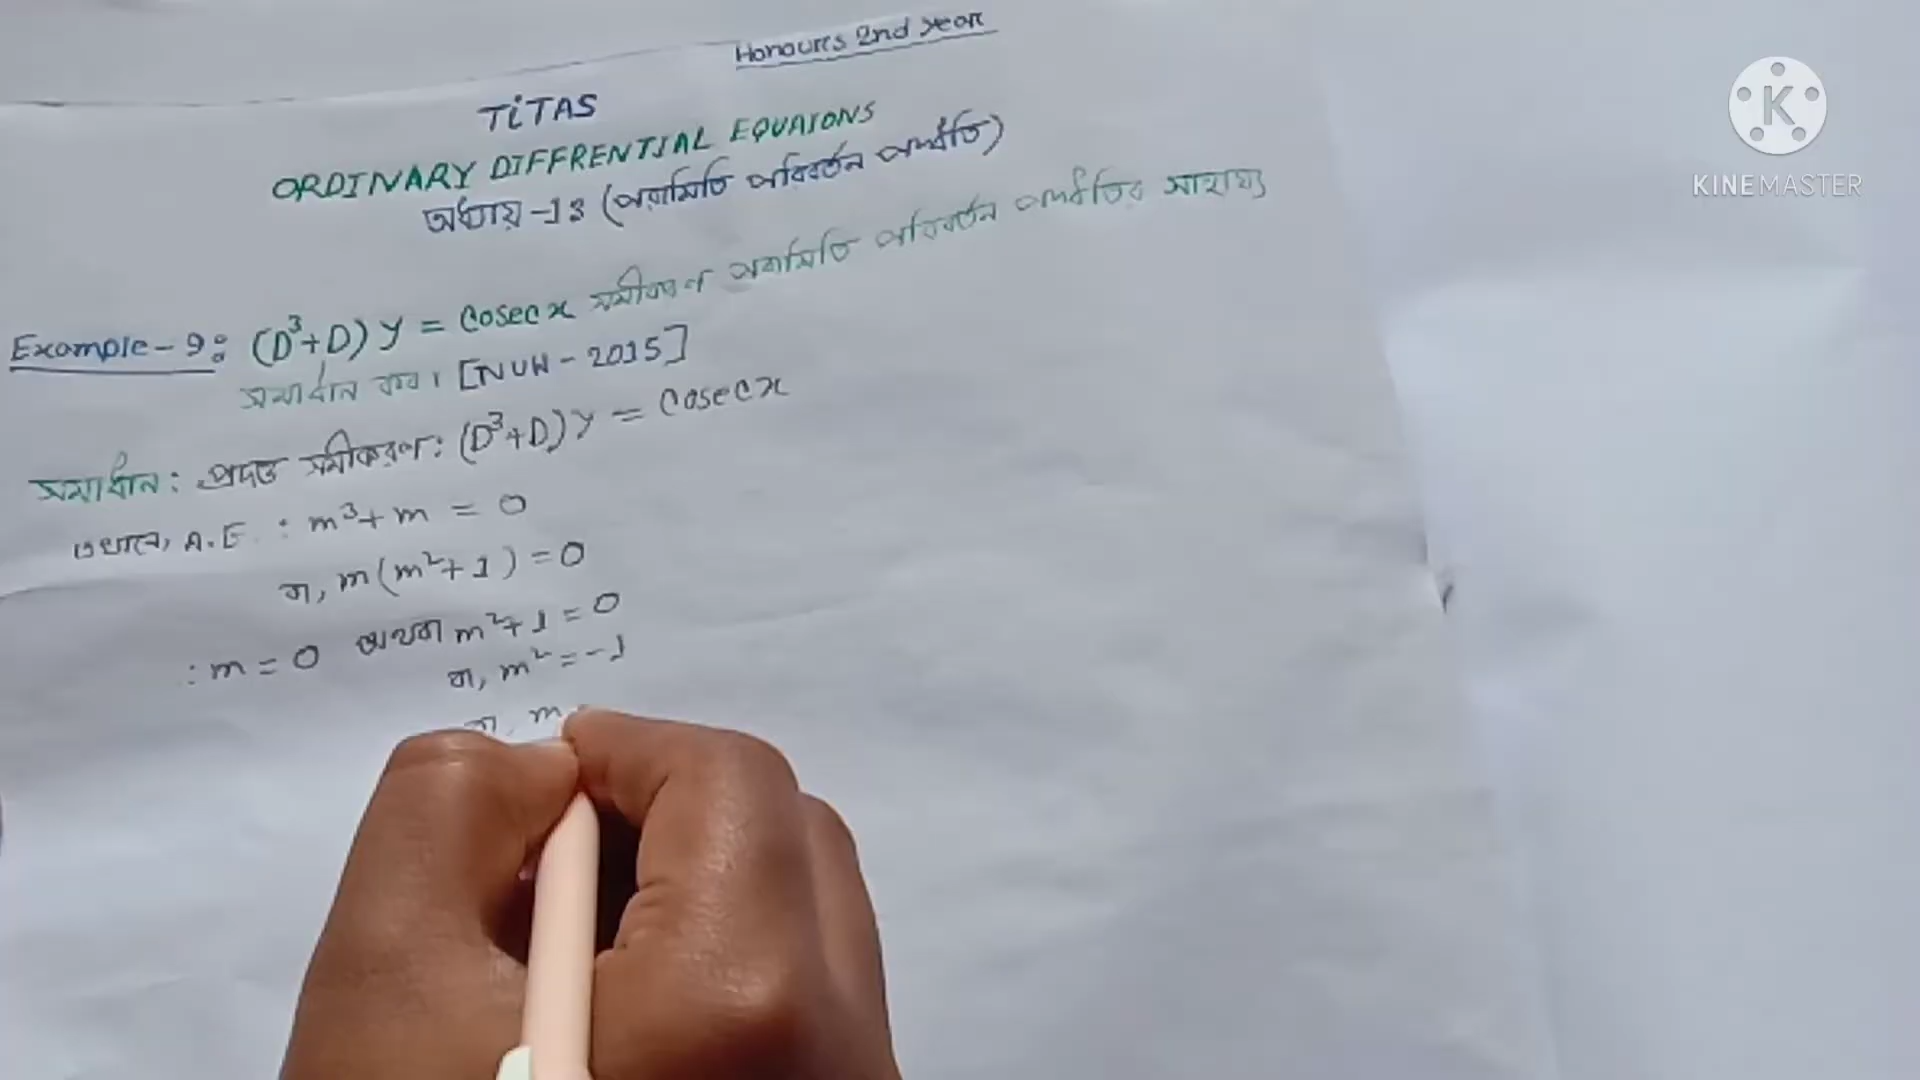 Honours 2nd year
TiTAS
ORDINARY DIFFRENTIAL EQUAIONS
অধ্যায় -13 (পরামিতি পরিবর্তন পদ্ধতি)
Example - 9: (D³+D) y = Cosec x সমীকরণ পরামিতি পরিবর্তন পদ্ধতির সাহায্যে
সমাধান কর। [NUH - 2015]
সমাধান : প্রদত্ত সমীকরণ: (D³+D)y = Cosec x
এখানে, A.E. : m³+m = 0
বা, m(m²+1) = 0
: m = 0 অথবা m²+1 = 0
বা, m² = -1
বা, m
KINEMASTER